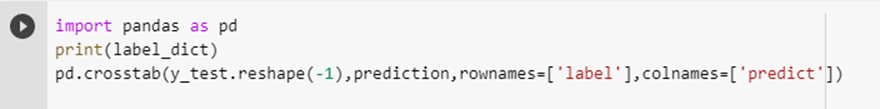 import pandas as pd
print(label_dict)
pd.crosstab(y_test.reshape(-1),prediction,rownames=['label'],colnames=['predict'])